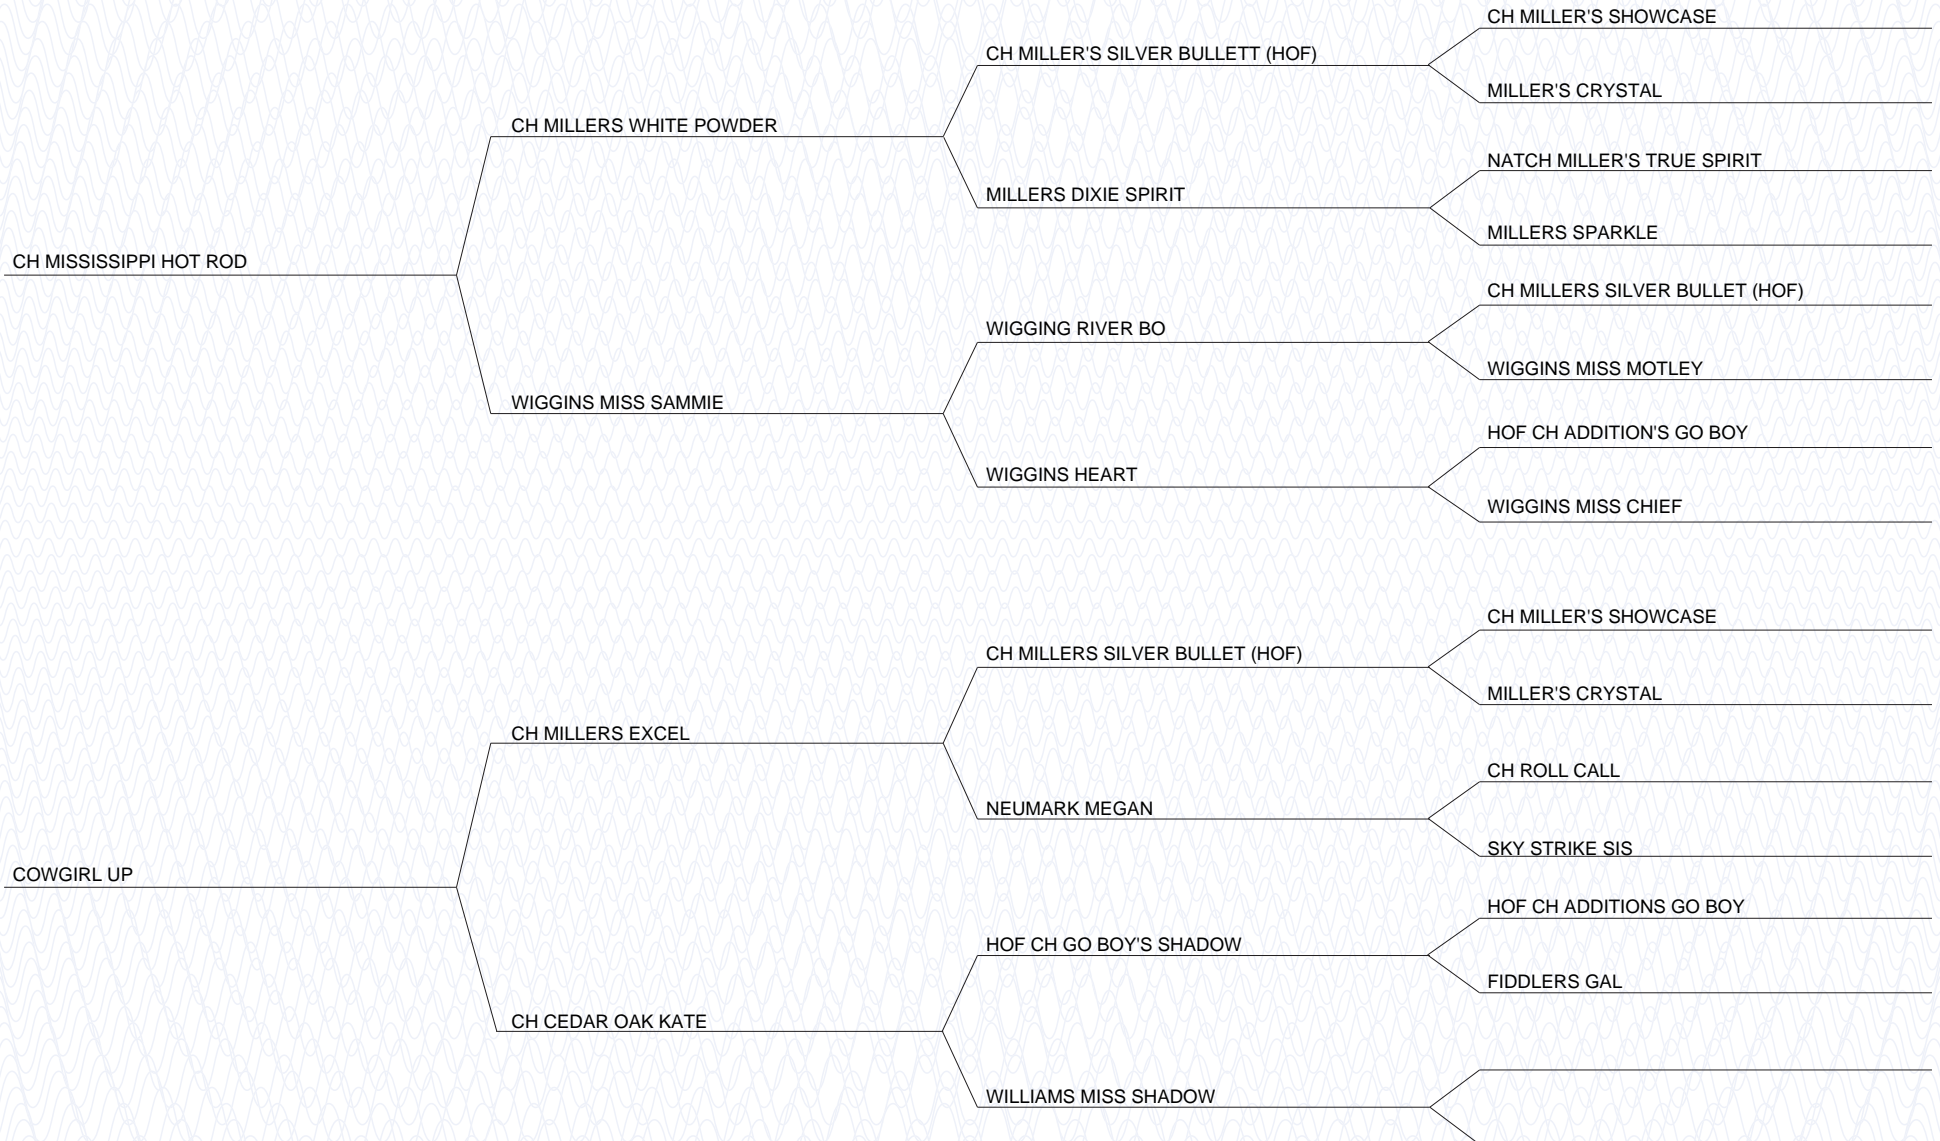 CH MILLER'S SHOWCASE
CH MILLER'S SILVER BULLETT (HOF)
MILLER'S CRYSTAL
CH MILLERS WHITE POWDER
NATCH MILLER'S TRUE SPIRIT
MILLERS DIXIE SPIRIT
MILLERS SPARKLE
CH MISSISSIPPI HOT ROD
CH MILLERS SILVER BULLET (HOF)
WIGGING RIVER BO
WIGGINS MISS MOTLEY
WIGGINS MISS SAMMIE
HOF CH ADDITION'S GO BOY
WIGGINS HEART
WIGGINS MISS CHIEF
CH MILLER'S SHOWCASE
CH MILLERS SILVER BULLET (HOF)
MILLER'S CRYSTAL
CH MILLERS EXCEL
CH ROLL CALL
NEUMARK MEGAN
SKY STRIKE SIS
COWGIRL UP
HOF CH ADDITIONS GO BOY
HOF CH GO BOY'S SHADOW
FIDDLERS GAL
CH CEDAR OAK KATE
WILLIAMS MISS SHADOW